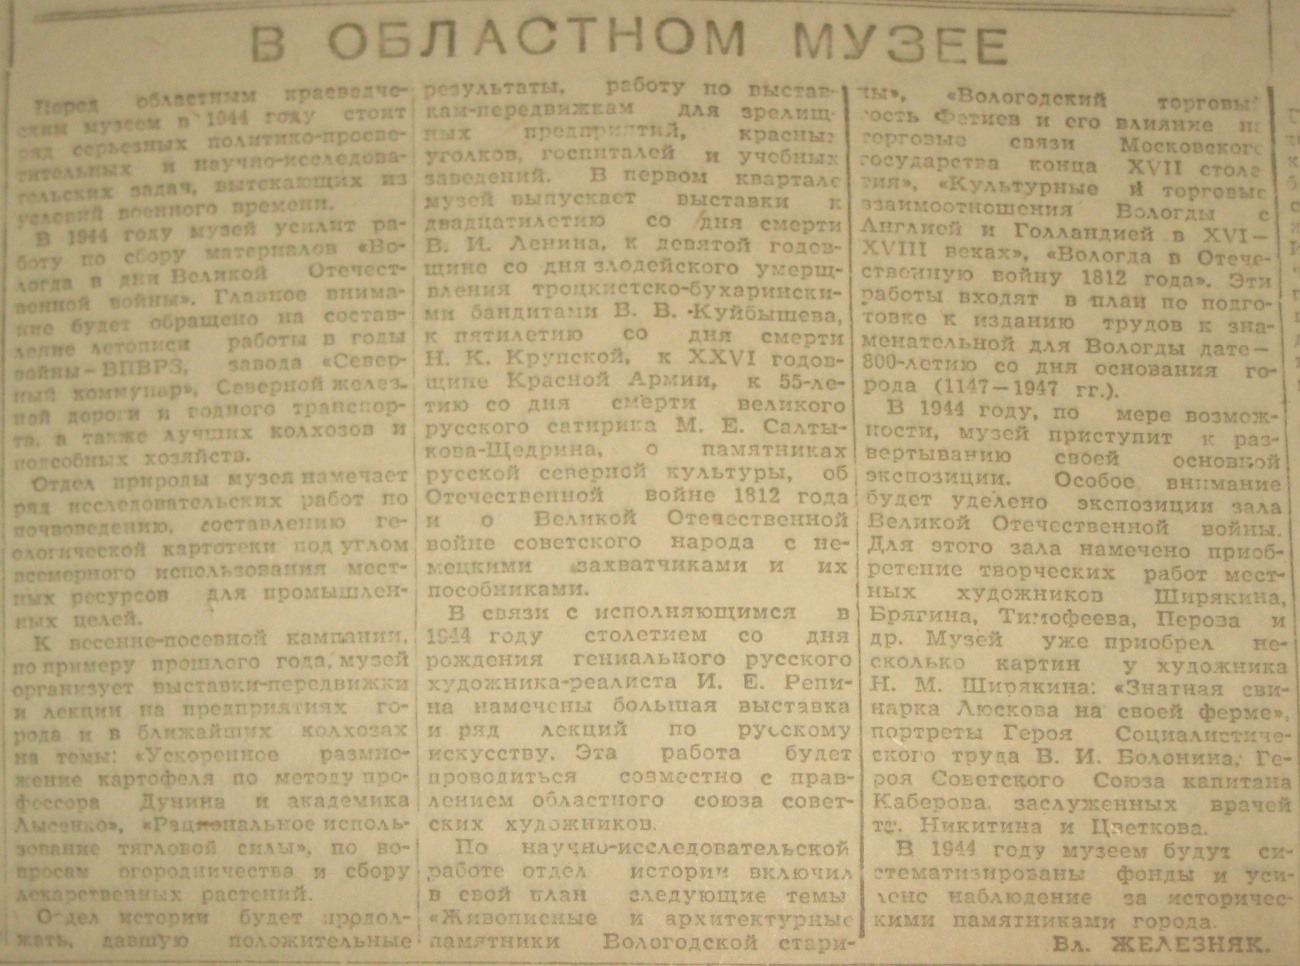 В ОБЛАСТНОМ МУЗЕЕ
Перед областным краеведче-
ским музеем в 1944 году стоит
ряд серьезных политико-просве-
тительных и научно-исследова-
тельских задач, вытекающих из
условий военного времени.
В 1944 году музей усилит ра-
боту по сбору материалов «Во-
логда в дни Великой Отечест-
венной войны». Главное внима-
ние будет обращено на состав-
ление летописи работы в годы
войны – ВПВРЗ, завода «Север-
ный коммунар», Северной желез-
ной дороги и водного транспор-
та, а также лучших колхозов и
подсобных хозяйств.
Отдел природы музея намечает
ряд исследовательских работ по
почвоведению, составлению ге-
ологической картотеки под углом
всемерного использования мест-
ных ресурсов для промышлен-
ных целей.
К весенне-посевной кампании,
по примеру прошлого года, музей
организует выставки-передвижки
и лекции на предприятиях го-
рода и в ближайших колхозах
на темы: «Ускоренное размно-
жение картофеля по методу про-
фессора Дунина и академика
Лысенко», «Рациональное исполь-
зование тягловой силы», по во-
просам огородничества и сбору
лекарственных растений.
Отдел истории будет продол-
жать, давшую положительные
результаты, работу по выстав-
кам-передвижкам для зрелищ-
ных предприятий, красных
уголков, госпиталей и учебных
заведений. В первом квартале
музей выпускает выставки к
двадцатилетию со дня смерти
В. И. Ленина, к девятой годов-
щине со дня злодейского умерщ-
вления троцкистско-бухарински-
ми бандитами В. В. Куйбышева,
к пятилетию со дня смерти
Н. К. Крупской, к XXVI годов-
щине Красной Армии, к 55-ле-
тию со дня смерти великого
русского сатирика М. Е. Салты-
кова-Щедрина, о памятниках
русской северной культуры, об
Отечественной войне 1812 года
и о Великой Отечественной
войне советского народа с не-
мецкими захватчиками и их
пособниками.
В связи с исполняющимся в
1944 году столетием со дня
рождения гениального русского
художника-реалиста И. Е. Репи-
на намечены большая выставка
и ряд лекций по русскому
искусству. Эта работа будет
проводиться совместно с прав-
лением областного союза совет-
ских художников.
По научно-исследовательской
работе отдел истории включил
в свой план следующие темы
«Живописные и архитектурные
памятники Вологодской стари-
ны», «Вологодский торговый
гость Фетиев и его влияние на
торговые связи Московского
государства конца XVII столе-
тия», «Культурные и торговые
взаимоотношения Вологды с
Англией и Голландией в XVI—
XVIII веках», «Вологда в Отече-
ственную войну 1812 года». Эти
работы входят в план по подго-
товке к изданию трудов к зна-
менательной для Вологды дате—
800-летию со дня основания го-
рода (1147—1947 гг.).
В 1944 году, по мере возмож-
ности, музей приступит к раз-
вертыванию своей основной
экспозиции. Особое внимание
будет уделено экспозиции зала
Великой Отечественной войны.
Для этого зала намечено приоб-
ретение творческих работ мест-
ных художников Ширякина,
Брягина, Тимофеева, Перова и
др. Музей уже приобрел не-
сколько картин у художника
Н. М. Ширякина: «Знатная сви-
нарка Люскова на своей ферме»,
портреты Героя Социалистиче-
ского труда В. И. Болонина, Ге-
роя Советского Союза капитана
Каберова, заслуженных врачей
тт. Никитина и Цветкова.
В 1944 году музеем будут си-
стематизированы фонды и уси-
лено наблюдение за историчес-
кими памятниками города.
Вл. ЖЕЛЕЗНЯК.